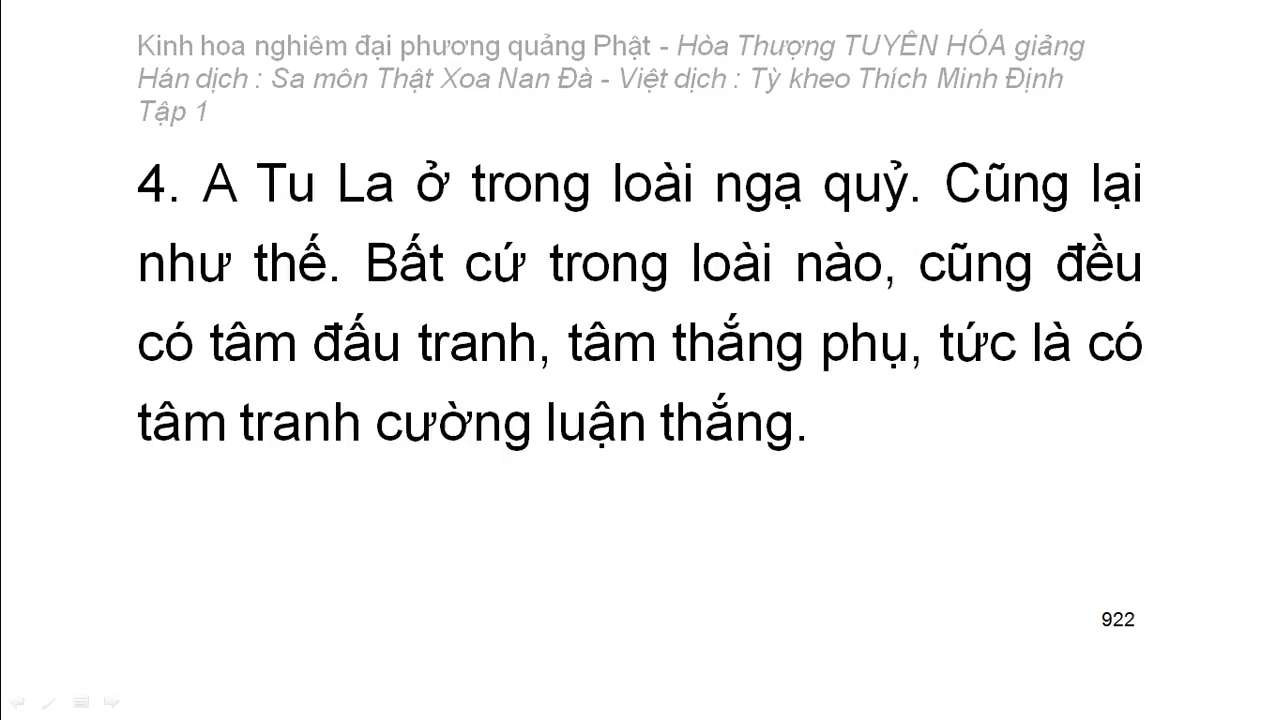 Kinh hoa nghiêm đại phương quảng Phật - Hòa Thượng TUYÊN HÓA giảng
Hán dịch : Sa môn Thật Xoa Nan Đà - Việt dịch : Tỳ kheo Thích Minh Định
Tập 1
4. A Tu La ở trong loài ngạ quỷ. Cũng lại
như thế. Bất cứ trong loài nào, cũng đều
có tâm đấu tranh, tâm thắng phụ, tức là có
tâm tranh cường luận thắng.
922